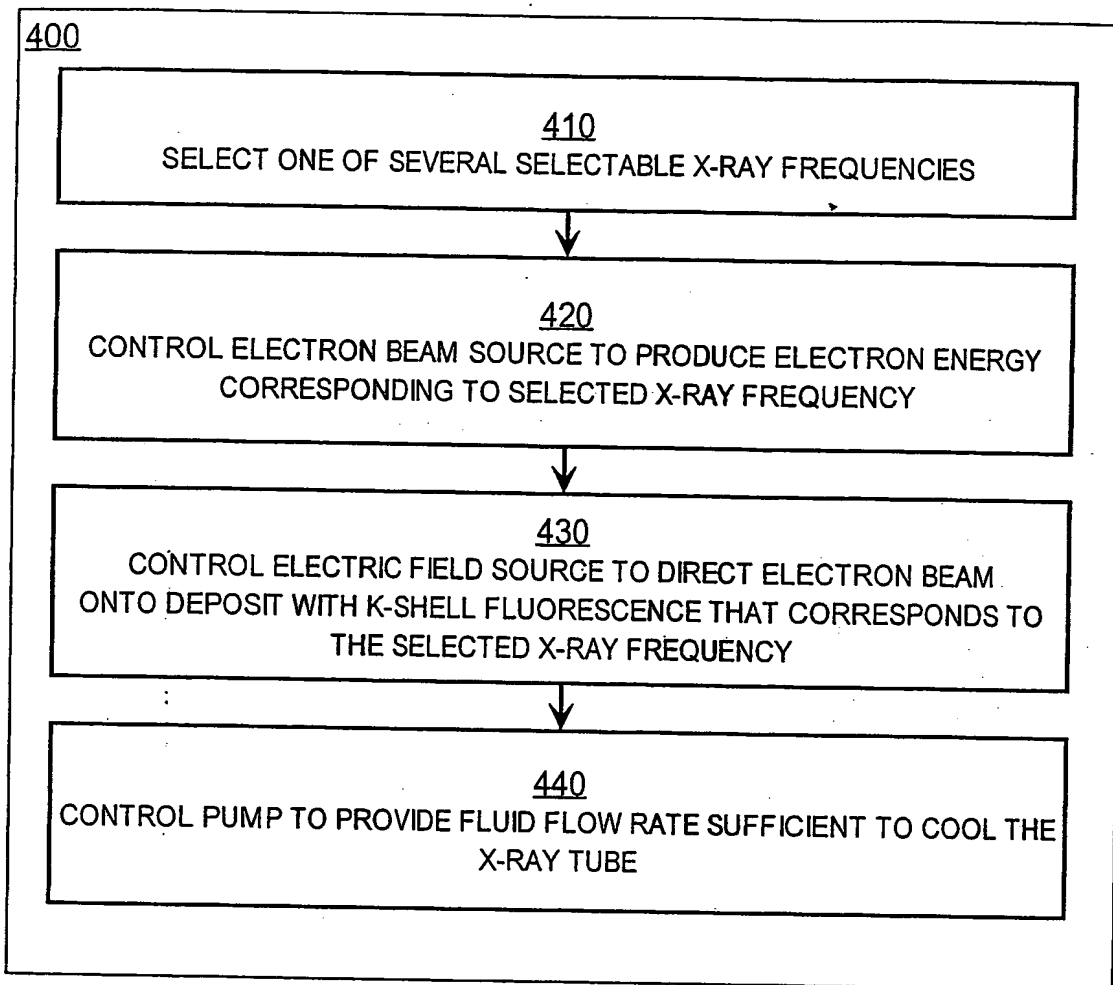 400
410
SELECT ONE OF SEVERAL SELECTABLE X-RAY FREQUENCIES
420
CONTROL ELECTRON BEAM SOURCE TO PRODUCE ELECTRON ENERGY
CORRESPONDING TO SELECTED X-RAY FREQUENCY
430
CONTROL ELECTRIC FIELD SOURCE TO DIRECT ELECTRON BEAM
ONTO DEPOSIT WITH K-SHELL FLUORESCENCE THAT CORRESPONDS TO
THE SELECTED X-RAY FREQUENCY
440
CONTROL PUMP TO PROVIDE FLUID FLOW RATE SUFFICIENT TO COOL THE
X-RAY TUBE